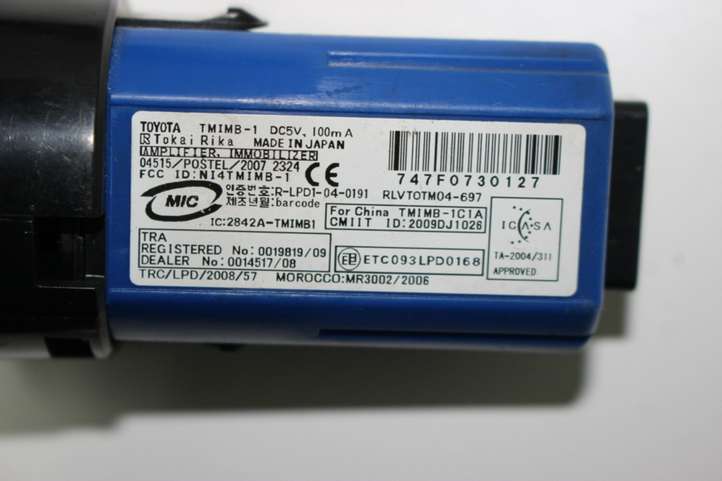 TOYOTA TMIMB-1 DC5V, 100mA
Tokai Rika MADE IN JAPAN
AMPLIFIER, IMMOBILIZER
04515/POSTEL/2007 2324
FCC ID:NI4TMIMB-1
CE
747F0730127
MIC
인증번호:R-LPD1-04-0191
RLVTOTM04-697
제조년월:barcode
IC:2842A-TMIMB1
For China TMIMB-1C1A
CMIIT ID:2009DJ1026
ICASA
TA-2004/311
APPROVED
TRA
REGISTERED No:0019819/09
DEALER No:0014517/08
ETC093LPD0168
TRC/LPD/2008/57 MOROCCO:MR3002/2006